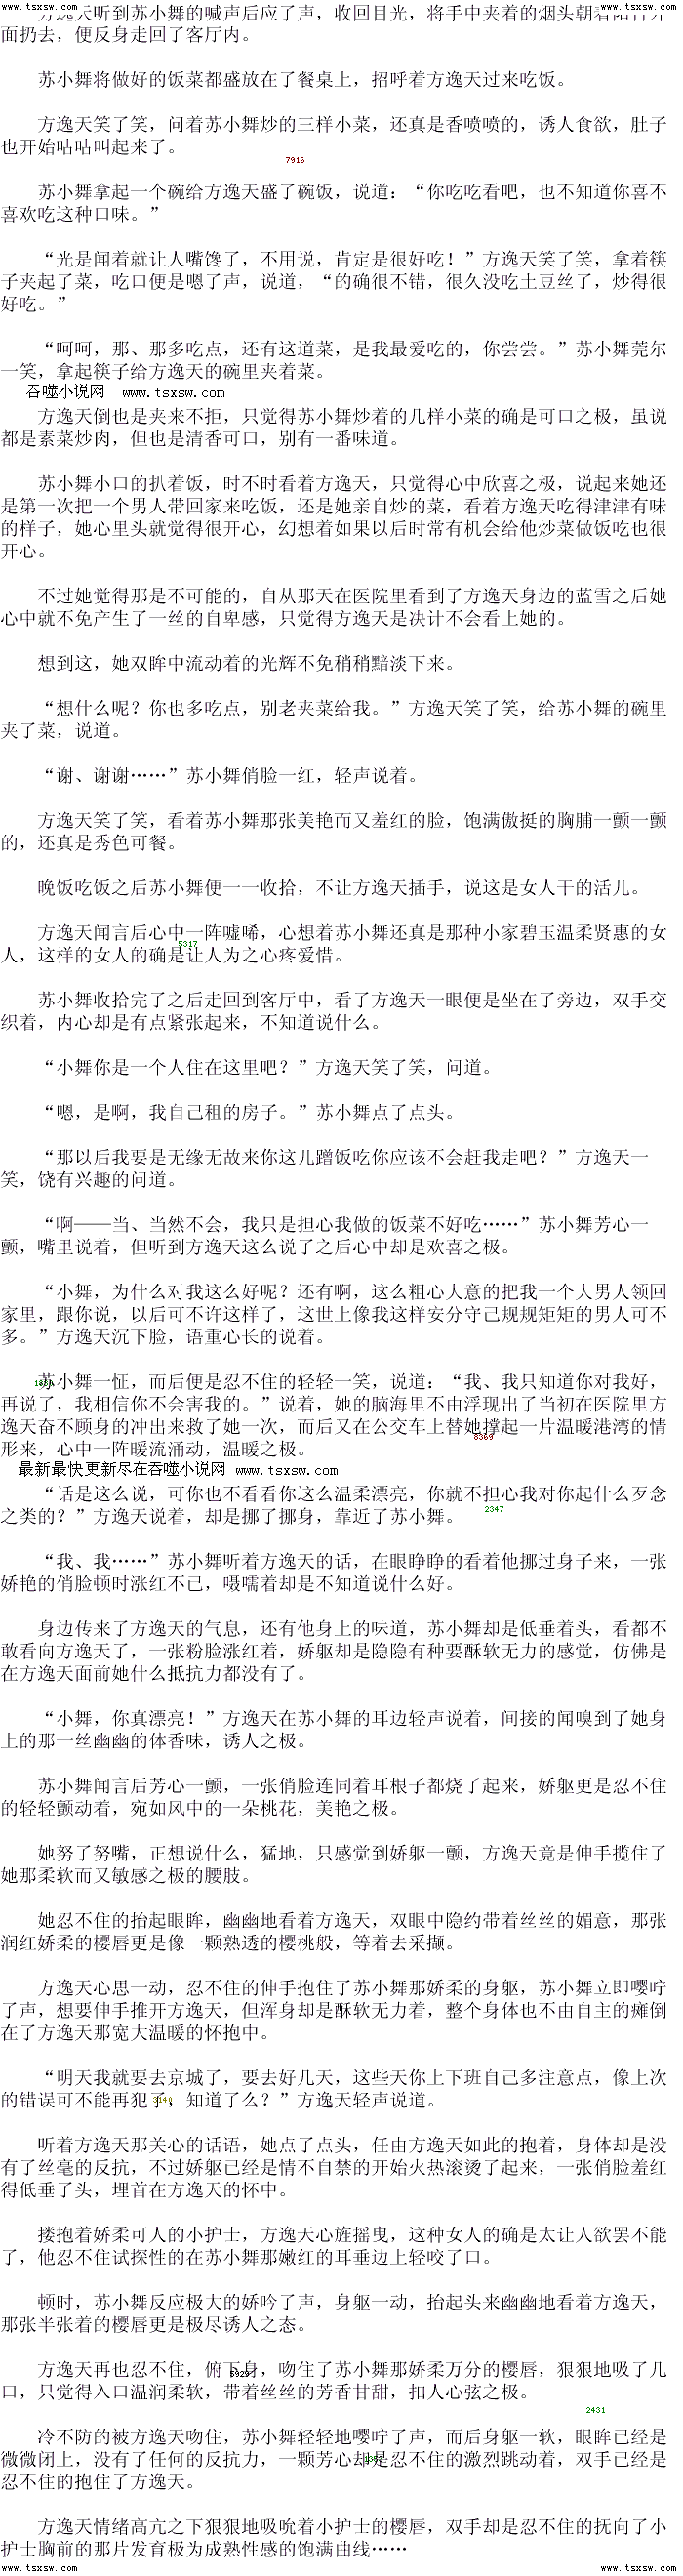 www.tsxsw.com www.tsxsw.com
方逸天听到苏小舞的喊声后应了声，收回目光，将手中夹着的烟头朝着阳台外
面扔去，便反身走回了客厅内。
苏小舞将做好的饭菜都盛放在了餐桌上，招呼着方逸天过来吃饭。
方逸天笑了笑，问着苏小舞炒的三样小菜，还真是香喷喷的，诱人食欲，肚子
也开始咕咕叫起来了。
7916
苏小舞拿起一个碗给方逸天盛了碗饭，说道：“你吃吃看吧，也不知道你喜不
喜欢吃这种口味。”
“光是闻着就让人嘴馋了，不用说，肯定是很好吃！”方逸天笑了笑，拿着筷
子夹起了菜，吃口便是嗯了声，说道，“的确很不错，很久没吃土豆丝了，炒得很
好吃。”
“呵呵，那、那多吃点，还有这道菜，是我最爱吃的，你尝尝。”苏小舞莞尔
一笑，拿起筷子给方逸天的碗里夹着菜。
吞噬小说网 www.tsxsw.com
方逸天倒也是夹来不拒，只觉得苏小舞炒着的几样小菜的确是可口之极，虽说
都是素菜炒肉，但也是清香可口，别有一番味道。
苏小舞小口的扒着饭，时不时看着方逸天，只觉得心中欣喜之极，说起来她还
是第一次把一个男人带回家来吃饭，还是她亲自炒的菜，看着方逸天吃得津津有味
的样子，她心里头就觉得很开心，幻想着如果以后时常有机会给他炒菜做饭吃也很
开心。
不过她觉得那是不可能的，自从那天在医院里看到了方逸天身边的蓝雪之后她
心中就不免产生了一丝的自卑感，只觉得方逸天是决计不会看上她的。
想到这，她双眸中流动着的光辉不免稍稍黯淡下来。
“想什么呢？你也多吃点，别老夹菜给我。”方逸天笑了笑，给苏小舞的碗里
夹了菜，说道。
“谢、谢谢……”苏小舞俏脸一红，轻声说着。
方逸天笑了笑，看着苏小舞那张美艳而又羞红的脸，饱满傲挺的胸脯一颤一颤
的，还真是秀色可餐。
晚饭吃饭之后苏小舞便一一收拾，不让方逸天插手，说这是女人干的活儿。
方逸天闻言后心中一阵嘘唏，心想着苏小舞还真是那种小家碧玉温柔贤惠的女
5317
人，这样的女人的确是让人为之心疼爱惜。
苏小舞收拾完了之后走回到客厅中，看了方逸天一眼便是坐在了旁边，双手交
织着，内心却是有点紧张起来，不知道说什么。
“小舞你是一个人住在这里吧？”方逸天笑了笑，问道。
“嗯，是啊，我自己租的房子。”苏小舞点了点头。
“那以后我要是无缘无故来你这儿蹭饭吃你应该不会赶我走吧？”方逸天一
笑，饶有兴趣的问道。
“啊——当、当然不会，我只是担心我做的饭菜不好吃……”苏小舞芳心一
颤，嘴里说着，但听到方逸天这么说了之后心中却是欢喜之极。
“小舞，为什么对我这么好呢？还有啊，这么粗心大意的把我一个大男人领回
家里，跟你说，以后可不许这样了，这世上像我这样安分守己规规矩矩的男人可不
多。”方逸天沉下脸，语重心长的说着。
苏小舞一怔，而后便是忍不住的轻轻一笑，说道：“我、我只知道你对我好，
再说了，我相信你不会害我的。”说着，她的脑海里不由浮现出了当初在医院里方
逸天奋不顾身的冲出来救了她一次，而后又在公交车上替她撑起一片温暖港湾的情
8369
形来，心中一阵暖流涌动，温暖之极。
最新最快更新尽在吞噬小说网 www.tsxsw.com
“话是这么说，可你也不看看你这么温柔漂亮，你就不担心我对你起什么歹念
2347
之类的？”方逸天说着，却是挪了挪身，靠近了苏小舞。
“我、我……”苏小舞听着方逸天的话，在眼睁睁的看着他挪过身子来，一张
娇艳的俏脸顿时涨红不已，嗫嚅着却是不知道说什么好。
身边传来了方逸天的气息，还有他身上的味道，苏小舞却是低垂着头，看都不
敢看向方逸天了，一张粉脸涨红着，娇躯却是隐隐有种要酥软无力的感觉，仿佛是
在方逸天面前她什么抵抗力都没有了。
“小舞，你真漂亮！”方逸天在苏小舞的耳边轻声说着，间接的闻嗅到了她身
上的那一丝幽幽的体香味，诱人之极。
苏小舞闻言后芳心一颤，一张俏脸连同着耳根子都烧了起来，娇躯更是忍不住
的轻轻颤动着，宛如风中的一朵桃花，美艳之极。
她努了努嘴，正想说什么，猛地，只感觉到娇躯一颤，方逸天竟是伸手揽住了
她那柔软而又敏感之极的腰肢。
她忍不住的抬起眼眸，幽幽地看着方逸天，双眼中隐约带着丝丝的媚意，那张
润红娇柔的樱唇更是像一颗熟透的樱桃般，等着去采撷。
方逸天心思一动，忍不住的伸手抱住了苏小舞那娇柔的身躯，苏小舞立即嘤咛
了声，想要伸手推开方逸天，但浑身却是酥软无力着，整个身体也不由自主的瘫倒
在了方逸天那宽大温暖的怀抱中。
“明天我就要去京城了，要去好几天，这些天你上下班自己多注意点，像上次
的错误可不能再犯了，知道了么？”方逸天轻声说道。
3140
听着方逸天那关心的话语，她点了点头，任由方逸天如此的抱着，身体却是没
有了丝毫的反抗，不过娇躯已经是情不自禁的开始火热滚烫了起来，一张俏脸羞红
得低垂了头，埋首在方逸天的怀中。
搂抱着娇柔可人的小护士，方逸天心旌摇曳，这种女人的确是太让人欲罢不能
了，他忍不住试探性的在苏小舞那嫩红的耳垂边上轻咬了口。
顿时，苏小舞反应极大的娇吟了声，身躯一动，抬起头来幽幽地看着方逸天，
那张半张着的樱唇更是极尽诱人之态。
方逸天再也忍不住，俯下身，吻住了苏小舞那娇柔万分的樱唇，狠狠地吸了几
口，只觉得入口温润柔软，带着丝丝的芳香甘甜，扣人心弦之极。
2431
冷不防的被方逸天吻住，苏小舞轻轻地嘤咛了声，而后身躯一软，眼眸已经是
微微闭上，没有了任何的反抗力，一颗芳心却是忍不住的激烈跳动着，双手已经是
忍不住的抱住了方逸天。
方逸天情绪高亢之下狠狠地吸吮着小护士的樱唇，双手却是忍不住的抚向了小
护士胸前的那片发育极为成熟性感的饱满曲线……
www.tsxsw.com www.tsxsw.com